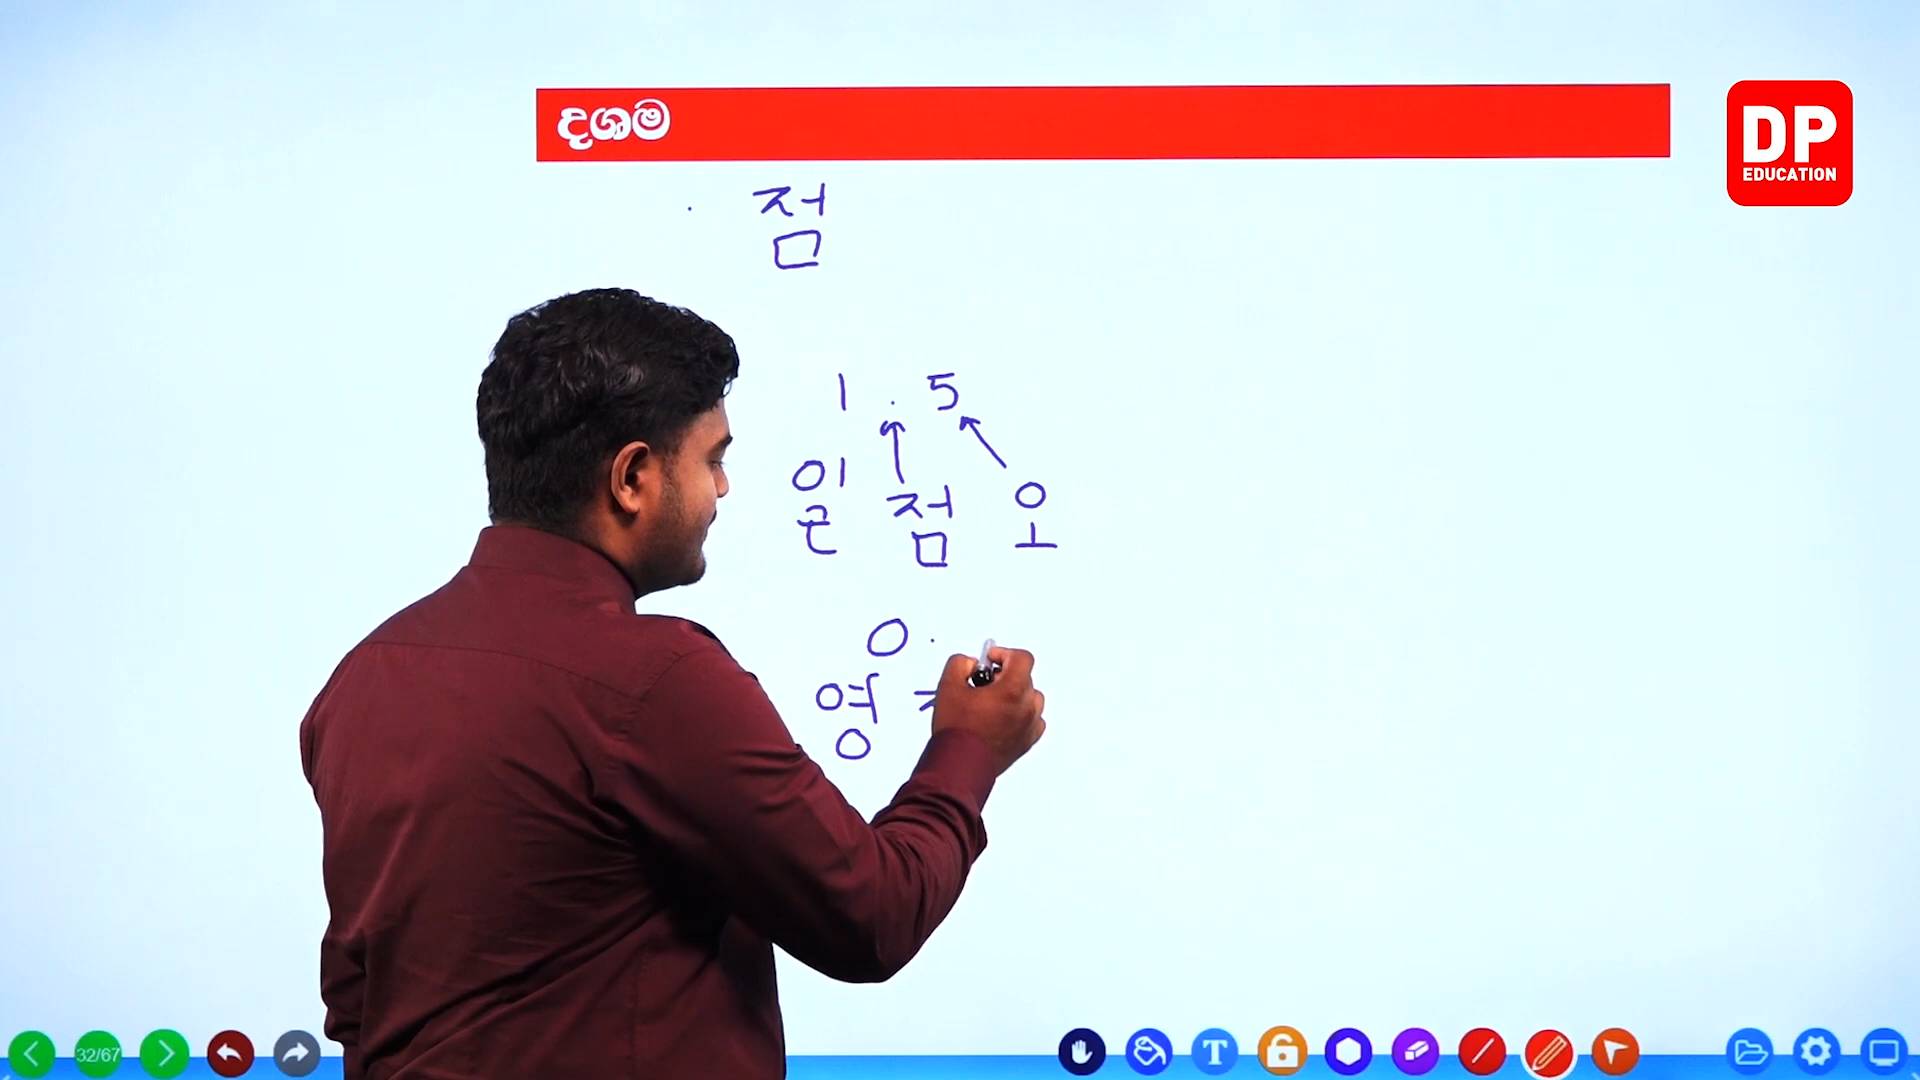 දශම
DP
EDUCATION
. 점
1 . 5
일 점 오
0 .
영
32/67
T